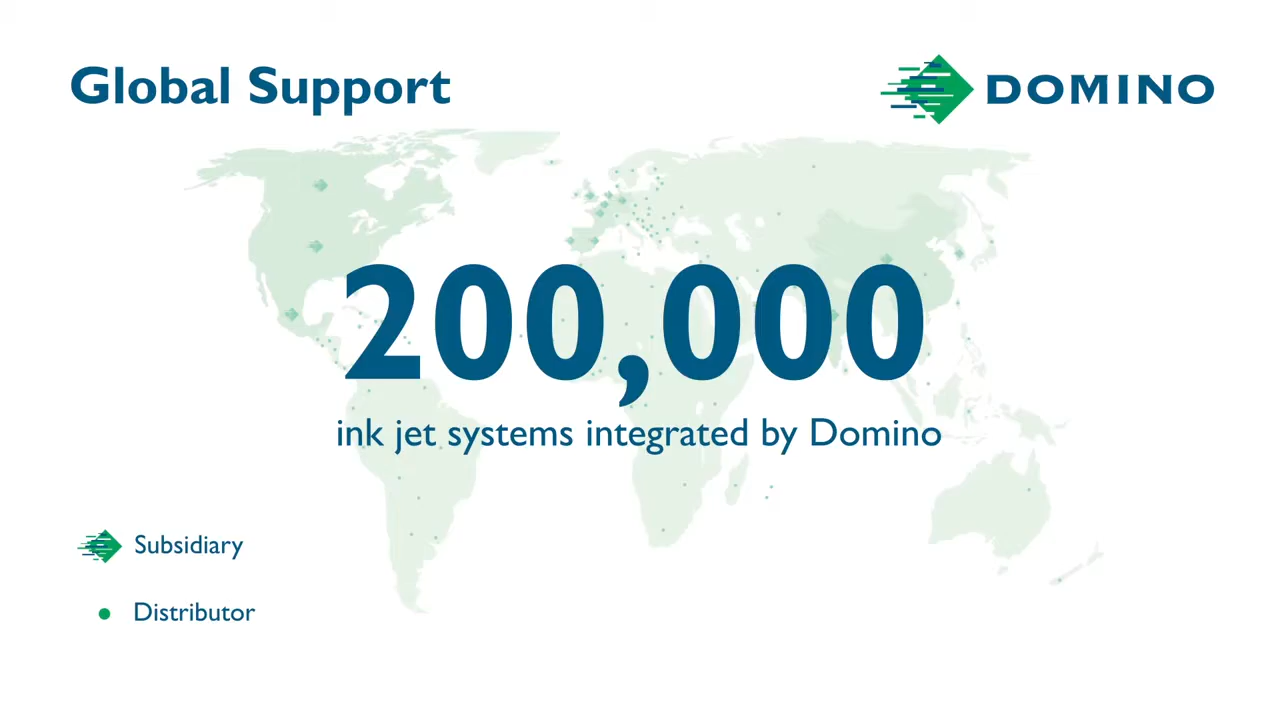 Global Support
DOMINO
200,000
ink jet systems integrated by Domino
Subsidiary
Distributor